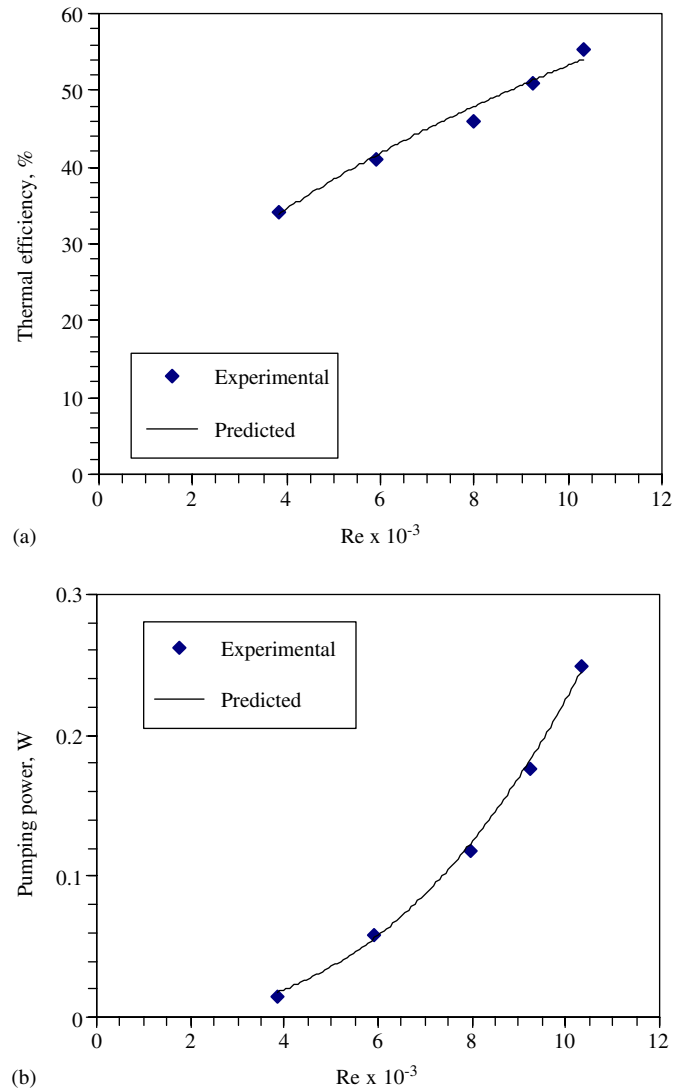 60
50
40
30
20
10
0
Thermal efficiency, %
Experimental
Predicted
0 2 4 6 8 10 12
(a)
Re x 10⁻³
0.3
0.2
0.1
0
Pumping power, W
Experimental
Predicted
0 2 4 6 8 10 12
(b)
Re x 10⁻³